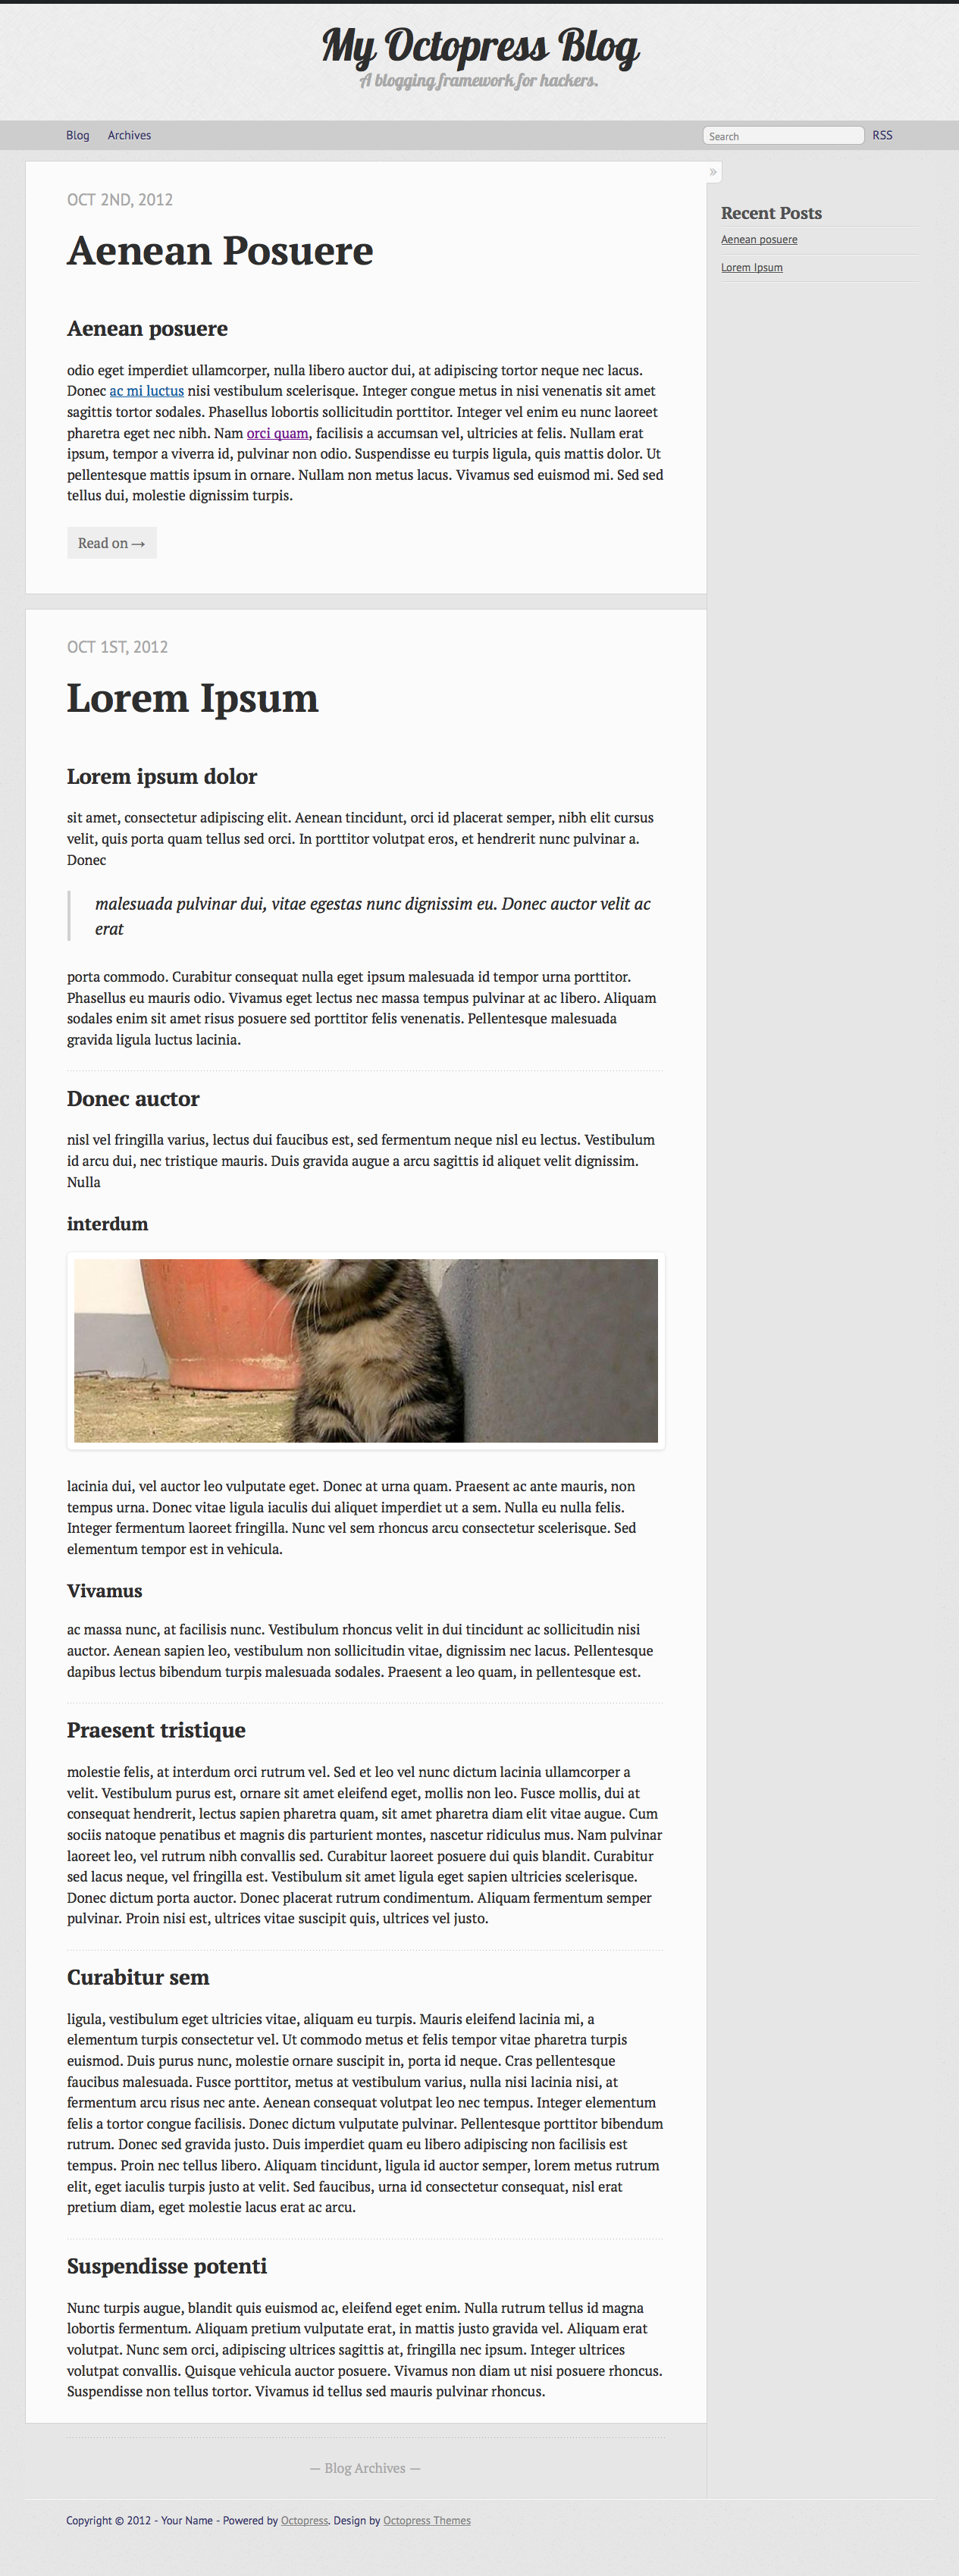 My Octopress Blog
A blogging framework for hackers.
Blog Archives Search RSS
»
OCT 2ND, 2012
Aenean Posuere
Aenean posuere
odio eget imperdiet ullamcorper, nulla libero auctor dui, at adipiscing tortor neque nec lacus.
Donec ac mi luctus nisi vestibulum scelerisque. Integer congue metus in nisi venenatis sit amet
sagittis tortor sodales. Phasellus lobortis sollicitudin porttitor. Integer vel enim eu nunc laoreet
pharetra eget nec nibh. Nam orci quam, facilisis a accumsan vel, ultricies at felis. Nullam erat
ipsum, tempor a viverra id, pulvinar non odio. Suspendisse eu turpis ligula, quis mattis dolor. Ut
pellentesque mattis ipsum in ornare. Nullam non metus lacus. Vivamus sed euismod mi. Sed sed
tellus dui, molestie dignissim turpis.
Read on →
OCT 1ST, 2012
Lorem Ipsum
Lorem ipsum dolor
sit amet, consectetur adipiscing elit. Aenean tincidunt, orci id placerat semper, nibh elit cursus
velit, quis porta quam tellus sed orci. In porttitor volutpat eros, et hendrerit nunc pulvinar a.
Donec
malesuada pulvinar dui, vitae egestas nunc dignissim eu. Donec auctor velit ac
erat
porta commodo. Curabitur consequat nulla eget ipsum malesuada id tempor urna porttitor.
Phasellus eu mauris odio. Vivamus eget lectus nec massa tempus pulvinar at ac libero. Aliquam
sodales enim sit amet risus posuere sed porttitor felis venenatis. Pellentesque malesuada
gravida ligula luctus lacinia.
Donec auctor
nisl vel fringilla varius, lectus dui faucibus est, sed fermentum neque nisl eu lectus. Vestibulum
id arcu dui, nec tristique mauris. Duis gravida augue a arcu sagittis id aliquet velit dignissim.
Nulla
interdum
lacinia dui, vel auctor leo vulputate eget. Donec at urna quam. Praesent ac ante mauris, non
tempus urna. Donec vitae ligula iaculis dui aliquet imperdiet ut a sem. Nulla eu nulla felis.
Integer fermentum laoreet fringilla. Nunc vel sem rhoncus arcu consectetur scelerisque. Sed
elementum tempor est in vehicula.
Vivamus
ac massa nunc, at facilisis nunc. Vestibulum rhoncus velit in dui tincidunt ac sollicitudin nisi
auctor. Aenean sapien leo, vestibulum non sollicitudin vitae, dignissim nec lacus. Pellentesque
dapibus lectus bibendum turpis malesuada sodales. Praesent a leo quam, in pellentesque est.
Praesent tristique
molestie felis, at interdum orci rutrum vel. Sed et leo vel nunc dictum lacinia ullamcorper a
velit. Vestibulum purus est, ornare sit amet eleifend eget, mollis non leo. Fusce mollis, dui at
consequat hendrerit, lectus sapien pharetra quam, sit amet pharetra diam elit vitae augue. Cum
sociis natoque penatibus et magnis dis parturient montes, nascetur ridiculus mus. Nam pulvinar
laoreet leo, vel rutrum nibh convallis sed. Curabitur laoreet posuere dui quis blandit. Curabitur
sed lacus neque, vel fringilla est. Vestibulum sit amet ligula eget sapien ultricies scelerisque.
Donec dictum porta auctor. Donec placerat rutrum condimentum. Aliquam fermentum semper
pulvinar. Proin nisi est, ultrices vitae suscipit quis, ultrices vel justo.
Curabitur sem
ligula, vestibulum eget ultricies vitae, aliquam eu turpis. Mauris eleifend lacinia mi, a
elementum turpis consectetur vel. Ut commodo metus et felis tempor vitae pharetra turpis
euismod. Duis purus nunc, molestie ornare suscipit in, porta id neque. Cras pellentesque
faucibus malesuada. Fusce porttitor, metus at vestibulum varius, nulla nisi lacinia nisi, at
fermentum arcu risus nec ante. Aenean consequat volutpat leo nec tempus. Integer elementum
felis a tortor congue facilisis. Donec dictum vulputate pulvinar. Pellentesque porttitor bibendum
rutrum. Donec sed gravida justo. Duis imperdiet quam eu libero adipiscing non facilisis est
tempus. Proin nec tellus libero. Aliquam tincidunt, ligula id auctor semper, lorem metus rutrum
elit, eget iaculis turpis justo at velit. Sed faucibus, urna id consectetur consequat, nisl erat
pretium diam, eget molestie lacus erat ac arcu.
Suspendisse potenti
Nunc turpis augue, blandit quis euismod ac, eleifend eget enim. Nulla rutrum tellus id magna
lobortis fermentum. Aliquam pretium vulputate erat, in mattis justo gravida vel. Aliquam erat
volutpat. Nunc sem orci, adipiscing ultrices sagittis at, fringilla nec ipsum. Integer ultrices
volutpat convallis. Quisque vehicula auctor posuere. Vivamus non diam ut nisi posuere rhoncus.
Suspendisse non tellus tortor. Vivamus id tellus sed mauris pulvinar rhoncus.
— Blog Archives —
Recent Posts
Aenean posuere
Lorem Ipsum
Copyright © 2012 - Your Name - Powered by Octopress. Design by Octopress Themes